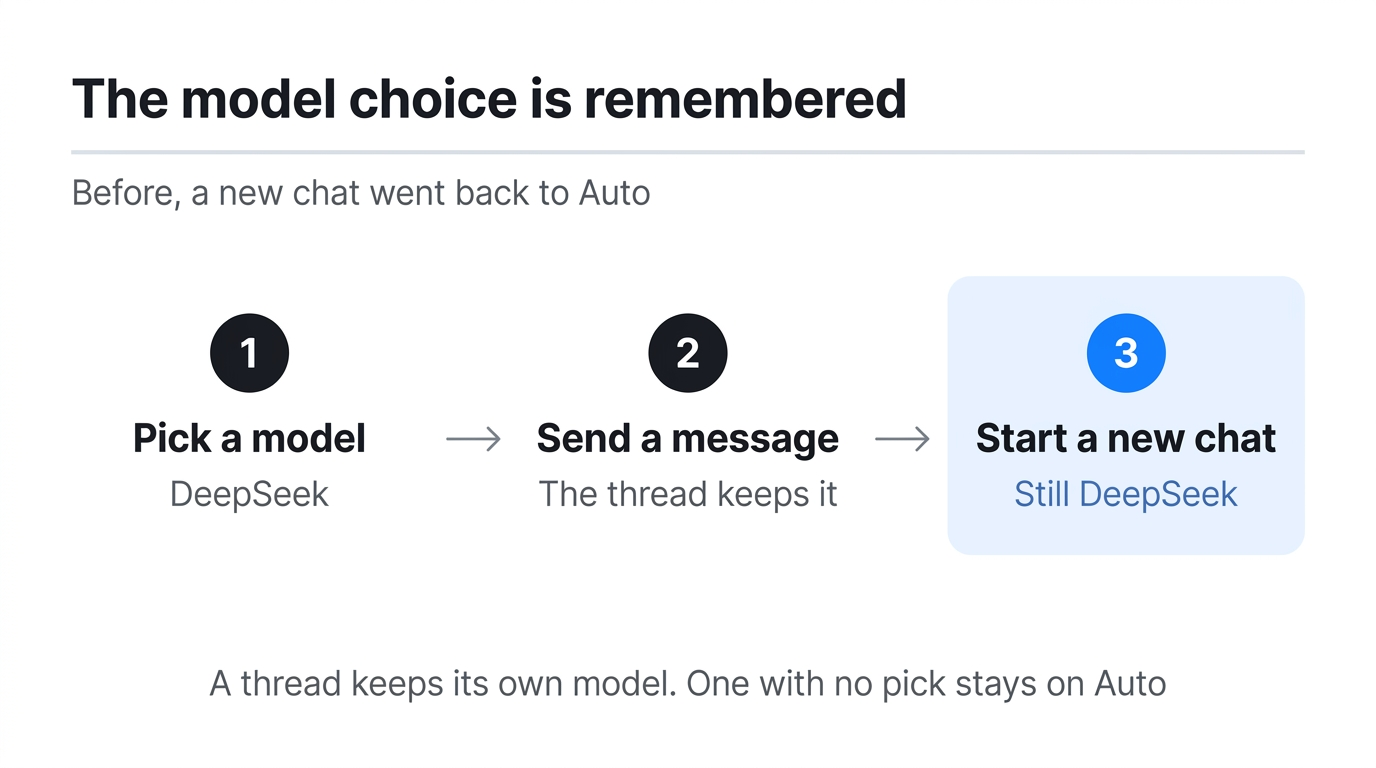 The model choice is remembered
Before, a new chat went back to Auto
1
Pick a model
DeepSeek
2
Send a message
The thread keeps it
3
Start a new chat
Still DeepSeek
A thread keeps its own model. One with no pick stays on Auto